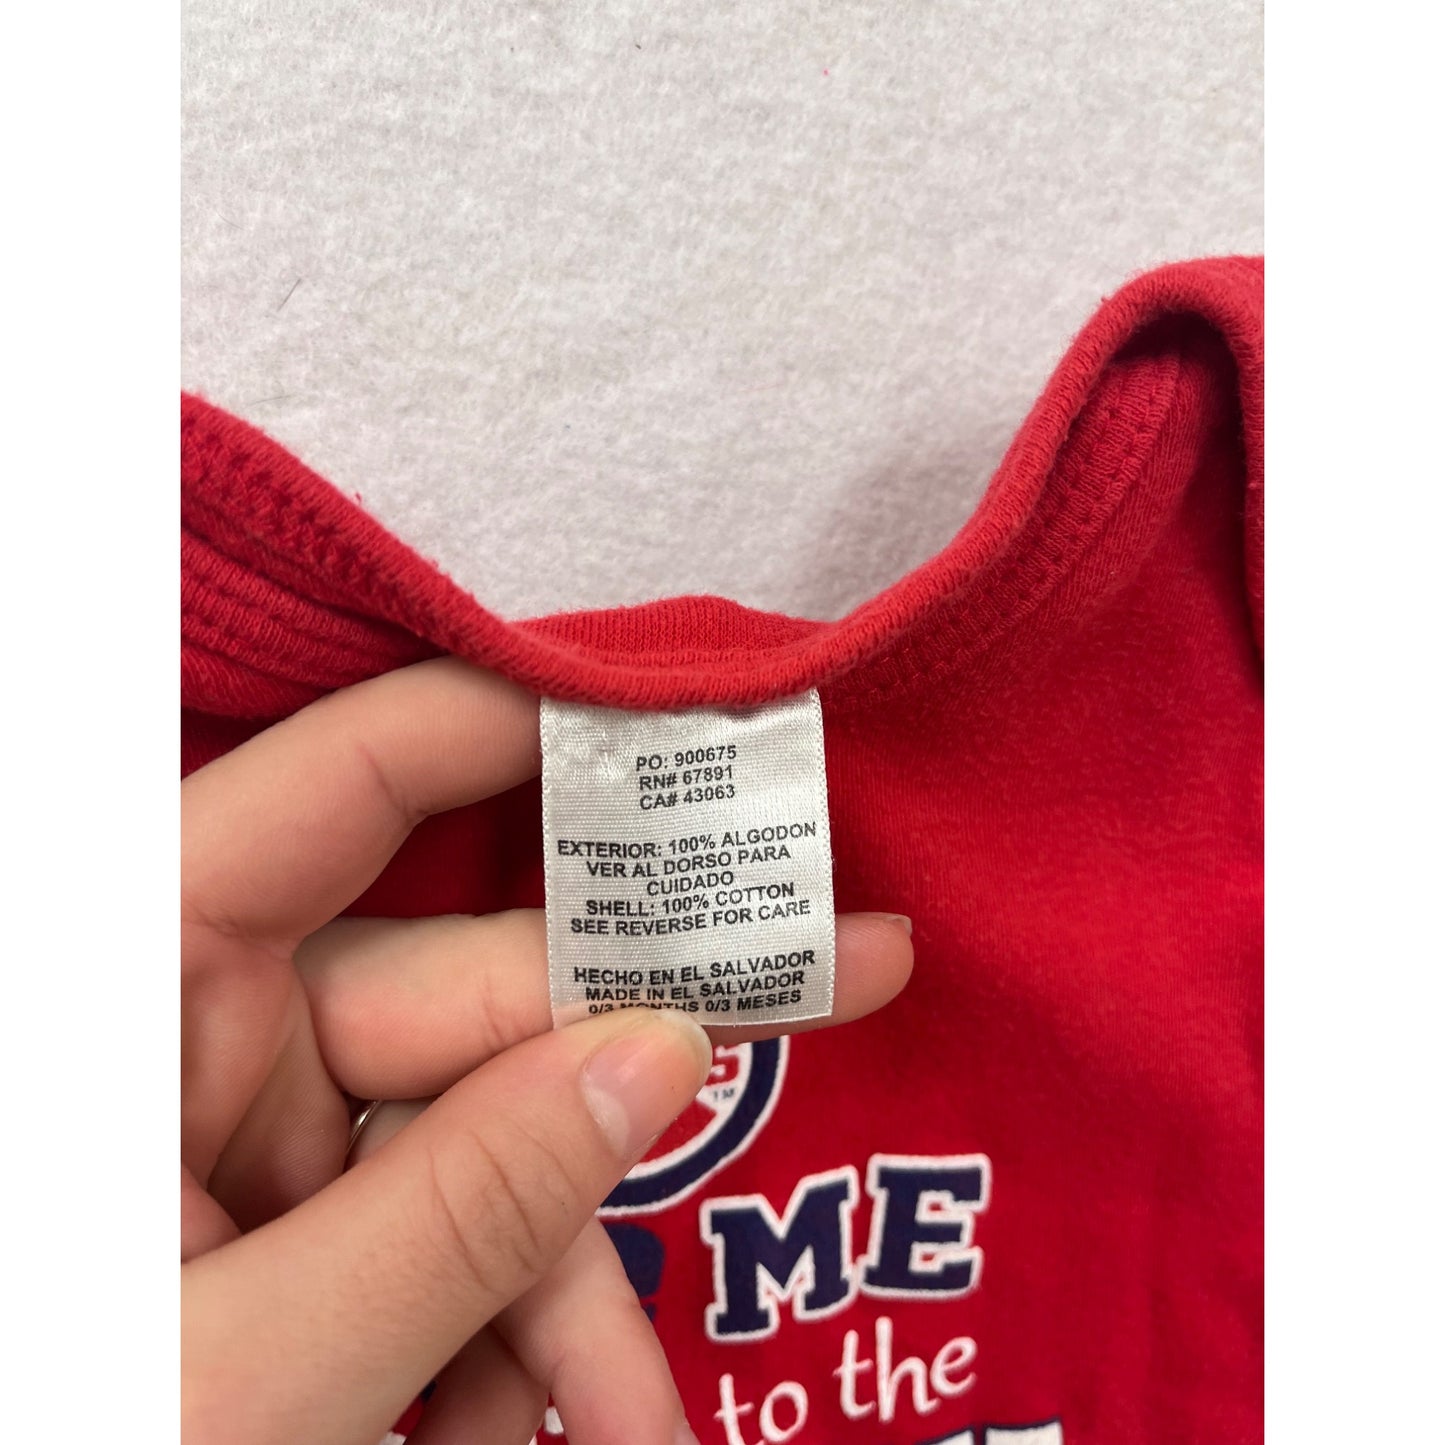 PO: 900675
RN# 67891
CA# 43063
EXTERIOR: 100% ALGODON
VER AL DORSO PARA
CUIDADO
SHELL: 100% COTTON
SEE REVERSE FOR CARE
HECHO EN EL SALVADOR
MADE IN EL SALVADOR
0/3 MONTHS 0/3 MESES
TM
ME
to the